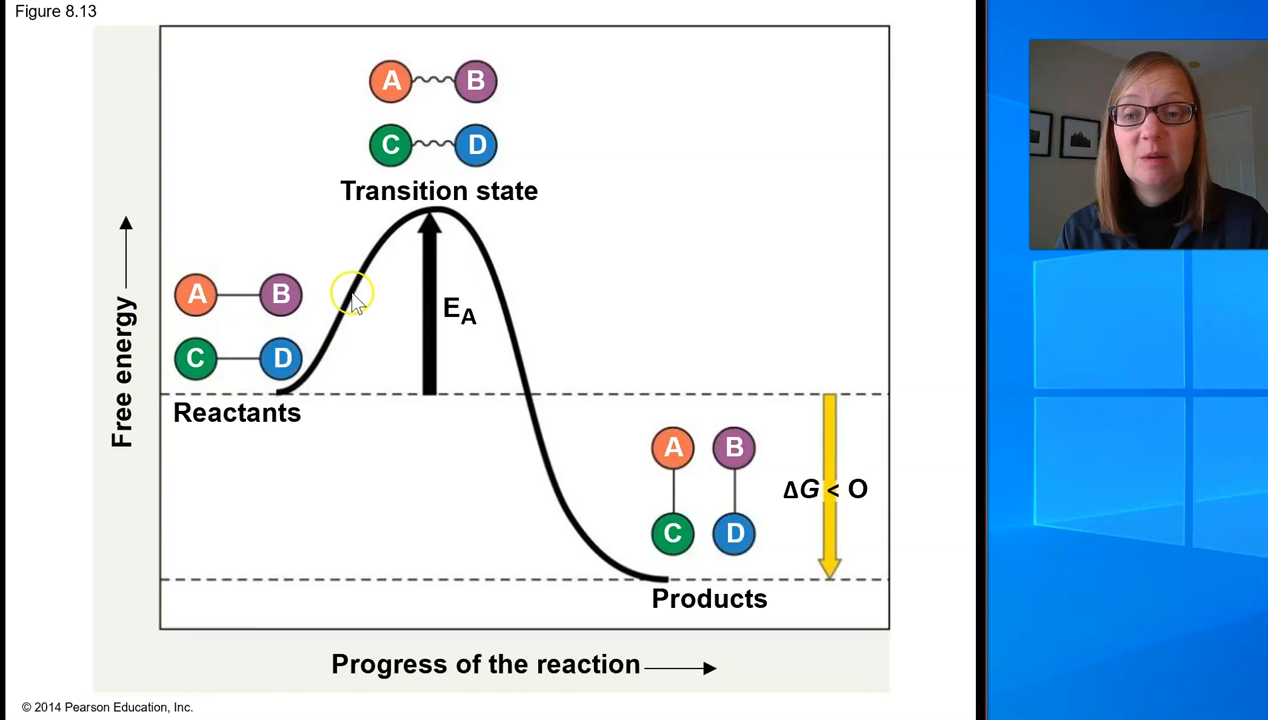 Figure 8.13
A B
C D
Transition state
A B
C D
Reactants
EA
Free energy
A B
C D
ΔG < O
Products
Progress of the reaction
© 2014 Pearson Education, Inc.